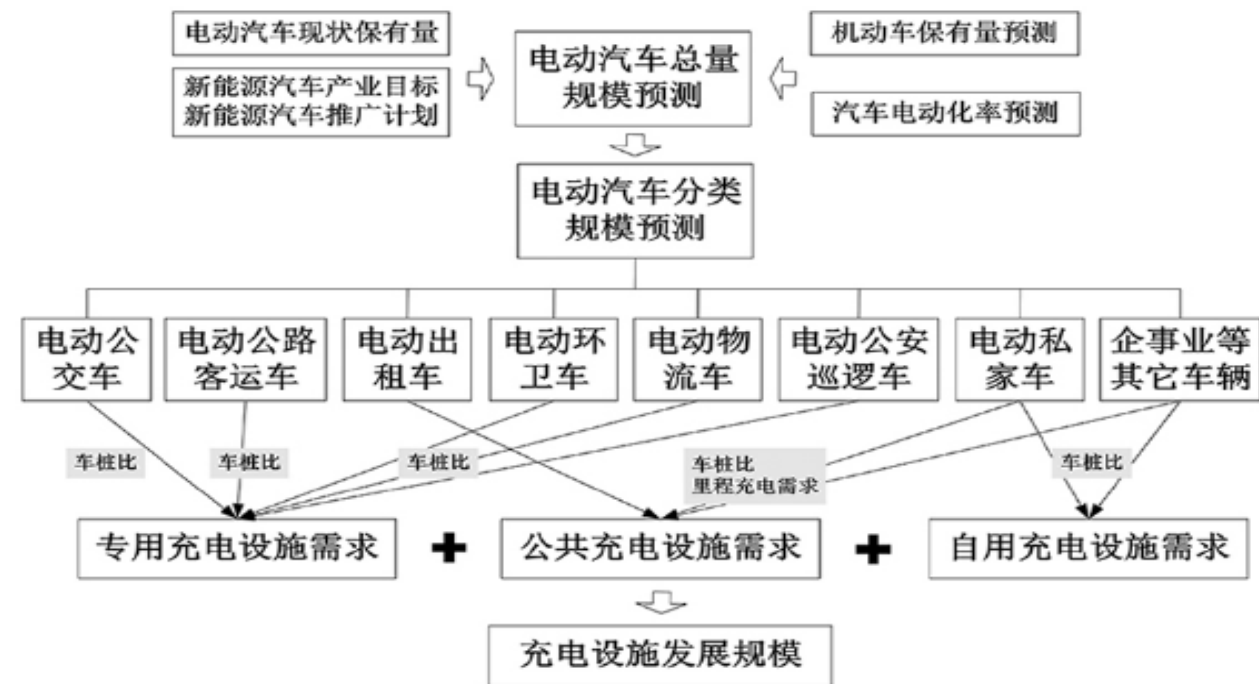 电动汽车现状保有量
新能源汽车产业目标
新能源汽车推广计划
电动汽车总量
规模预测
机动车保有量预测
汽车电动化率预测
电动汽车分类
规模预测
电动公
交车
电动公路
客运车
电动出
租车
电动环
卫车
电动物
流车
电动公安
巡逻车
电动私
家车
企事业等
其它车辆
车桩比
车桩比
车桩比
车桩比
里程充电需求
车桩比
专用充电设施需求
公共充电设施需求
自用充电设施需求
充电设施发展规模